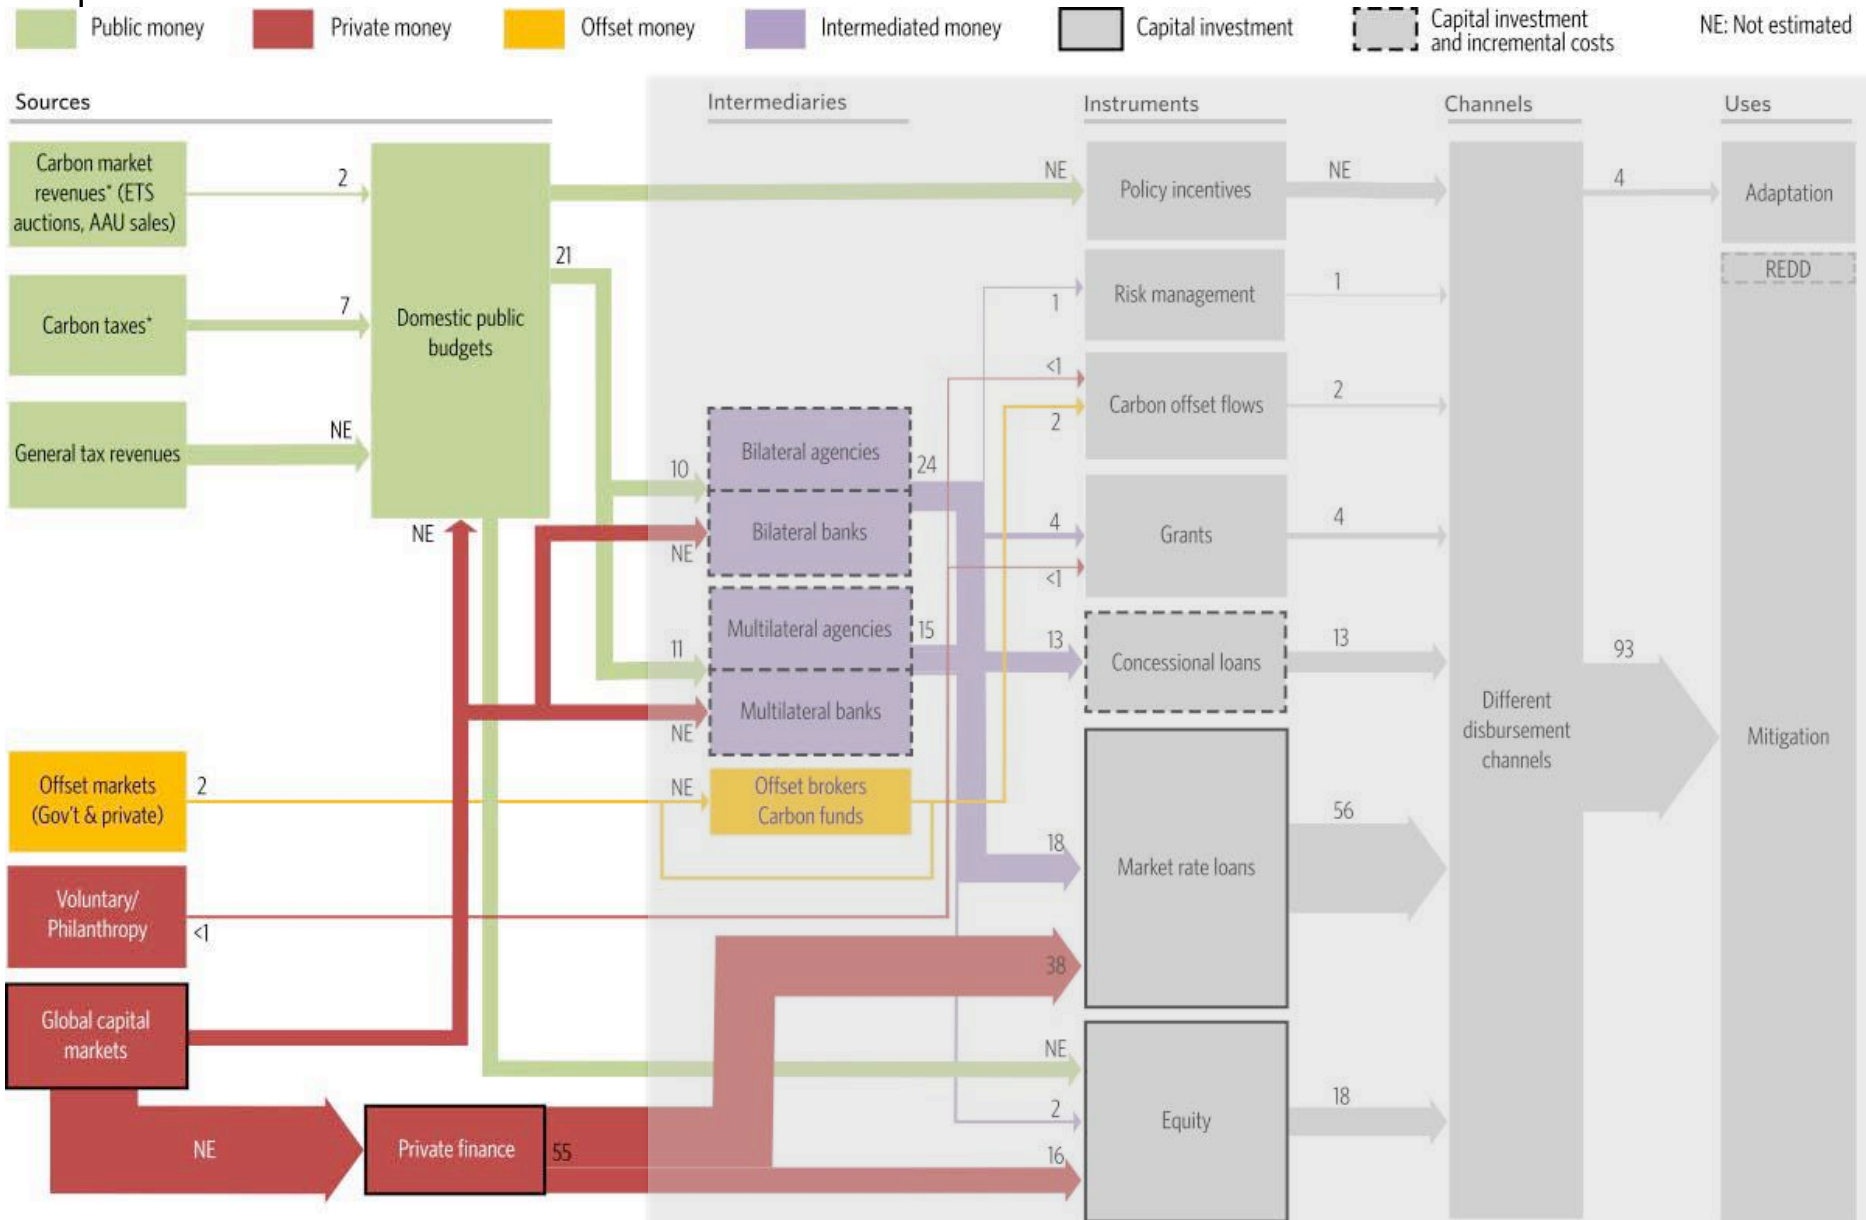 Public money
Private money
Offset money
Intermediated money
Capital investment
Capital investment
and incremental costs
NE: Not estimated
Sources
Intermediaries
Instruments
Channels
Uses
Carbon market
revenues* (ETS
auctions, AAU sales)
2
Carbon taxes*
7
General tax revenues
NE
Domestic public
budgets
21
NE
Offset markets
(Gov't & private)
2
Voluntary/
Philanthropy
<1
Global capital
markets
NE
Private finance
55
10
Bilateral agencies
24
Bilateral banks
NE
Multilateral agencies
15
11
Multilateral banks
NE
NE
Offset brokers
Carbon funds
NE
Policy incentives
NE
1
Risk management
1
<1
Carbon offset flows
2
2
4
Grants
4
<1
13
Concessional loans
13
18
Market rate loans
56
38
NE
Equity
18
2
16
Different
disbursement
channels
4
93
Adaptation
REDD
Mitigation